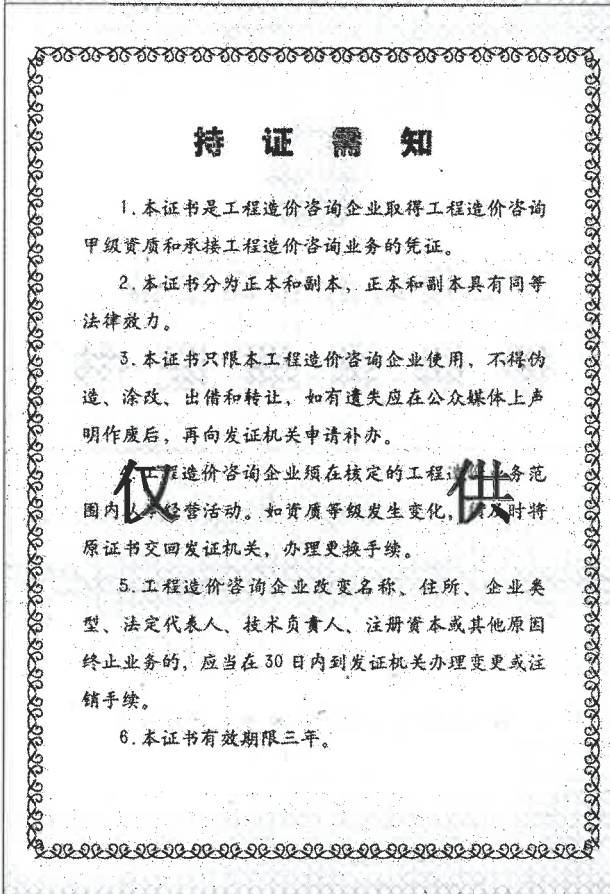 持证需知
1.本证书是工程造价咨询企业取得工程造价咨询
甲级资质和承接工程造价咨询业务的凭证。
2.本证书分为正本和副本，正本和副本具有同等
法律效力。
3.本证书只限本工程造价咨询企业使用，不得伪
造、涂改、出借和转让，如有遗失应在公众媒体上声
明作废后，再向发证机关申请补办。
工程造价咨询企业须在核定的工程 业务范
围内 经营活动。如资质等级发生变化， 及时将
原证书交回发证机关，办理更换手续。
5.工程造价咨询企业改变名称、住所、企业类
型、法定代表人、技术负责人、注册资本或其他原因
终止业务的，应当在30日内到发证机关办理变更或注
销手续。
6.本证书有效期限三年。
仅 供